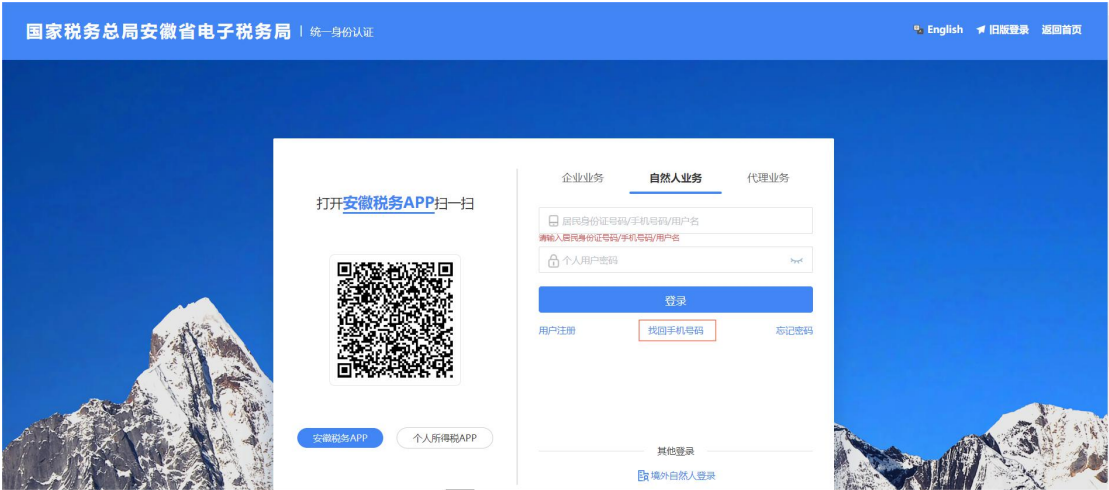 国家税务总局安徽省电子税务局 | 统一身份认证
English 旧版登录 返回首页
打开安徽税务APP扫一扫
安徽税务APP 个人所得税APP
企业业务 自然人业务 代理业务
居民身份证号码/手机号码/用户名
请输入居民身份证号码/手机号码/用户名
个人用户密码
登录
用户注册 找回手机号码 忘记密码
其他登录
境外自然人登录